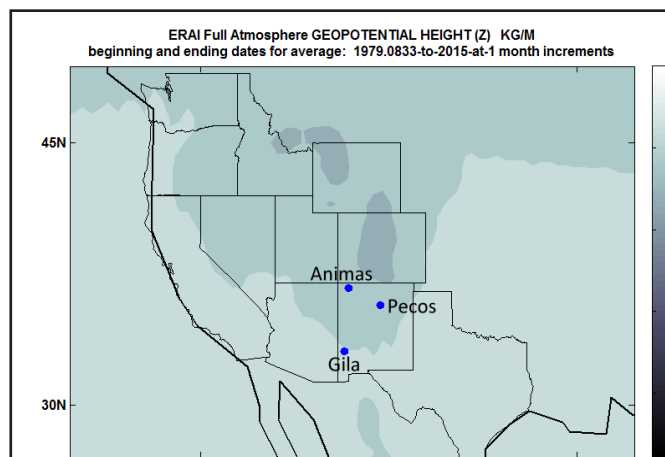 ERAI Full Atmosphere GEOPOTENTIAL HEIGHT (Z) KG/M
beginning and ending dates for average: 1979.0833-to-2015-at-1 month increments
45N
Animas
Pecos
Gila
30N